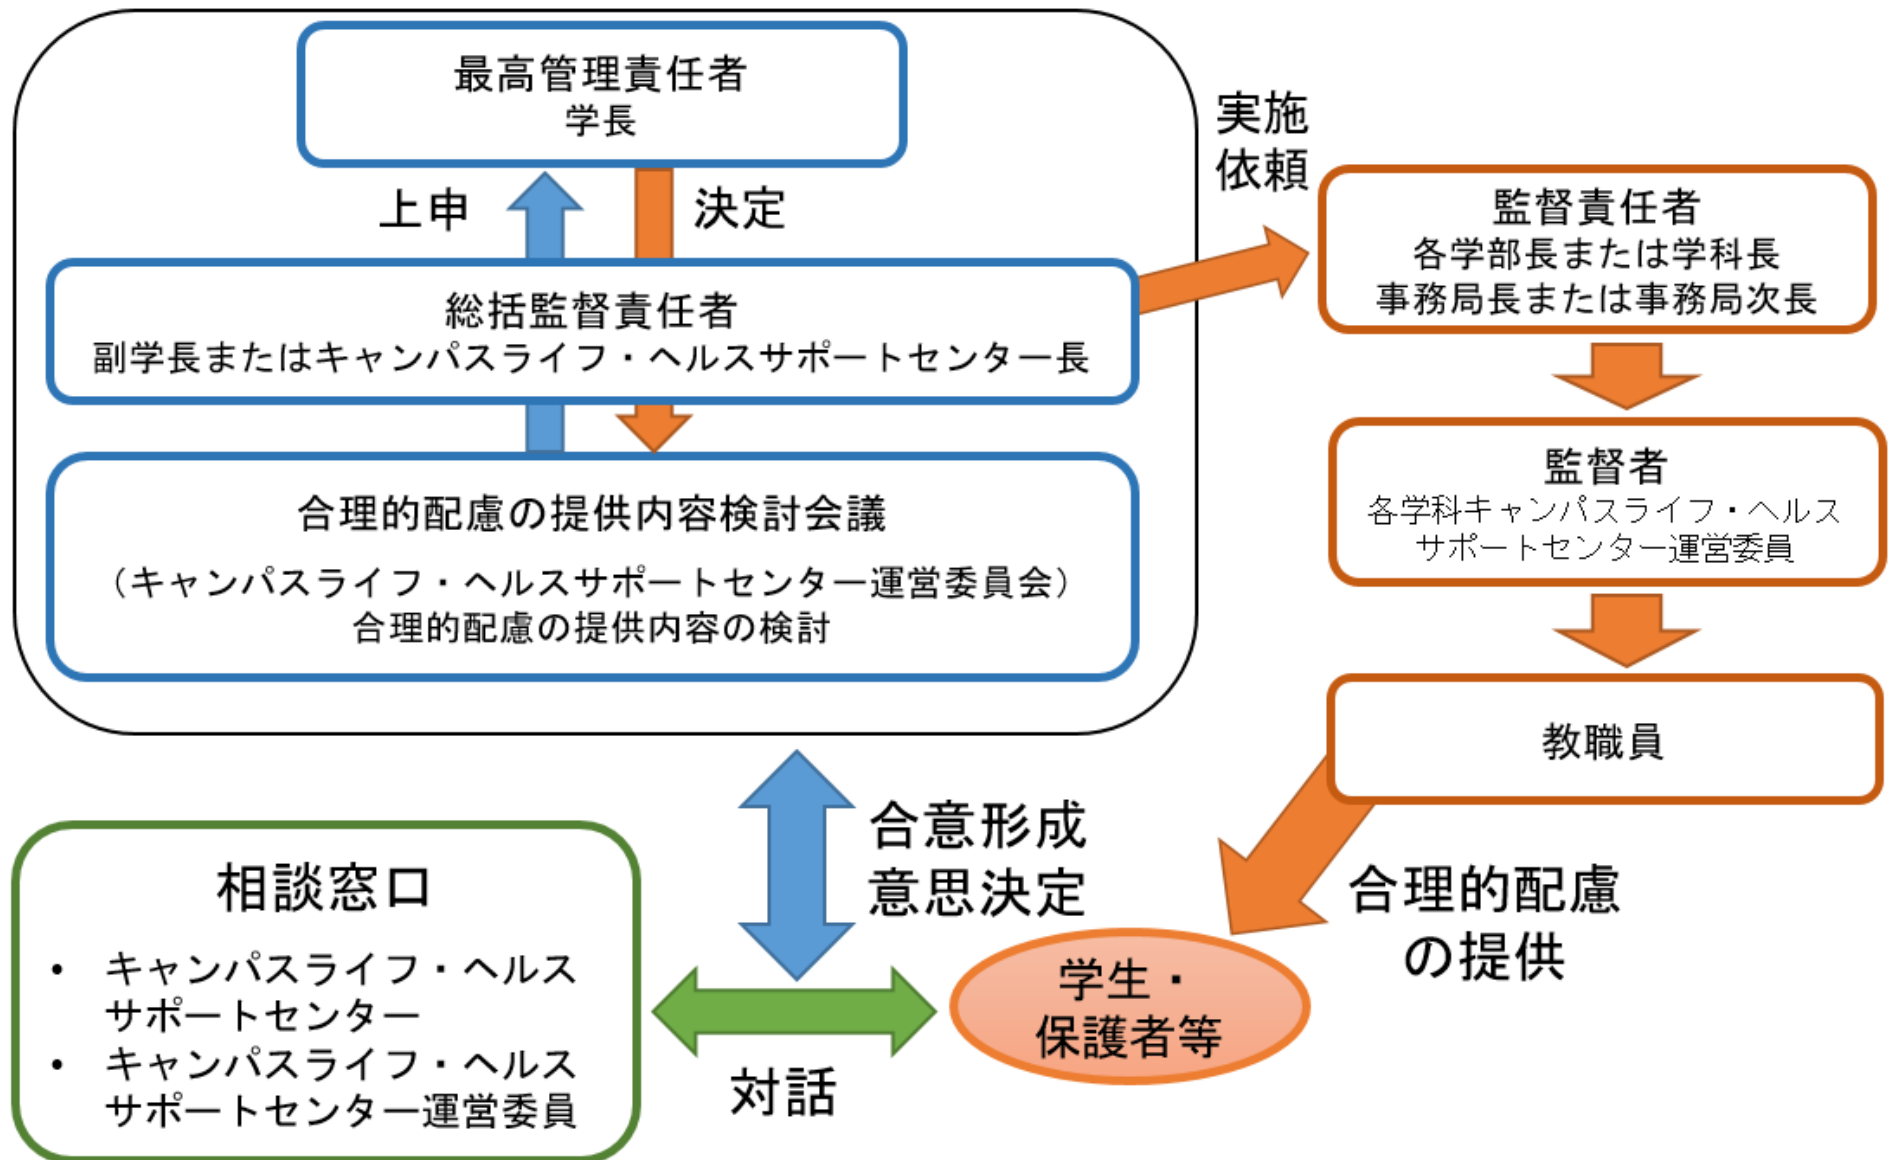 最高管理責任者
学長
上申
決定
総括監督責任者
副学長またはキャンパスライフ・ヘルスサポートセンター長
合理的配慮の提供内容検討会議
（キャンパスライフ・ヘルスサポートセンター運営委員会）
合理的配慮の提供内容の検討
実施
依頼
監督責任者
各学部長または学科長
事務局長または事務局次長
監督者
各学科キャンパスライフ・ヘルス
サポートセンター運営委員
教職員
合理的配慮
の提供
合意形成
意思決定
相談窓口
• キャンパスライフ・ヘルス
サポートセンター
• キャンパスライフ・ヘルス
サポートセンター運営委員
対話
学生・
保護者等